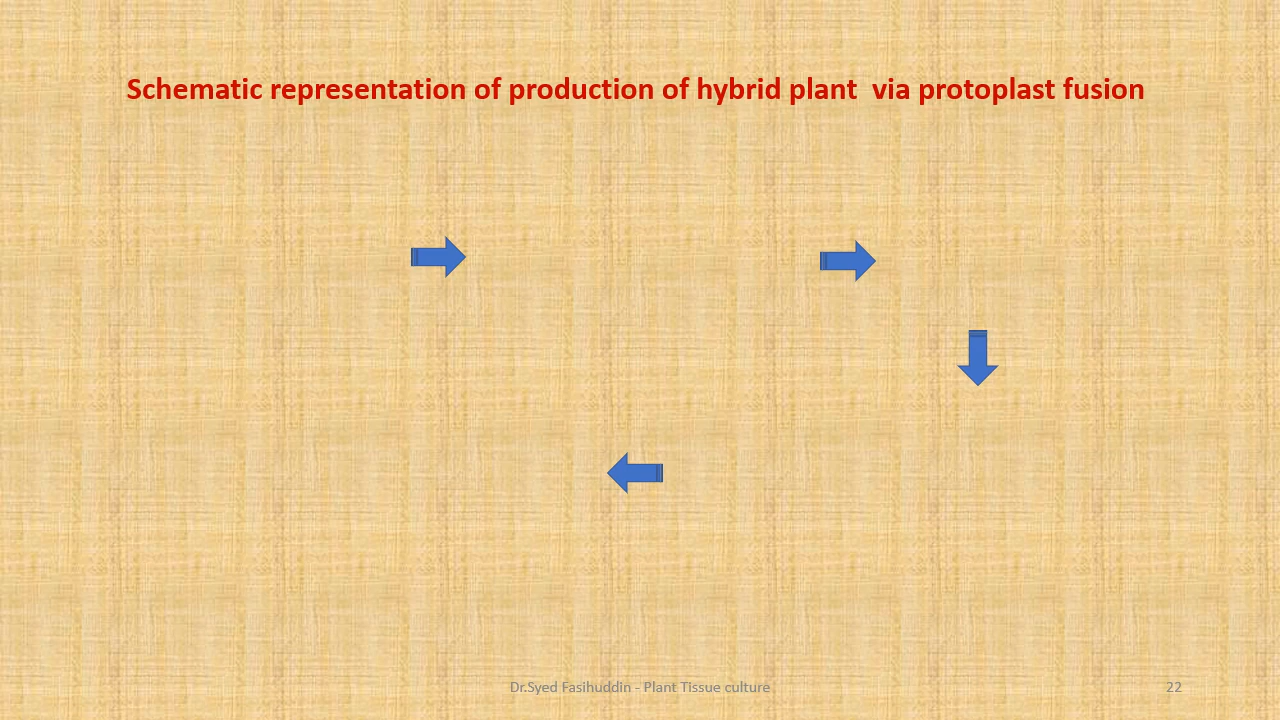 Schematic representation of production of hybrid plant  via protoplast fusion
Dr.Syed Fasihuddin - Plant Tissue culture
22